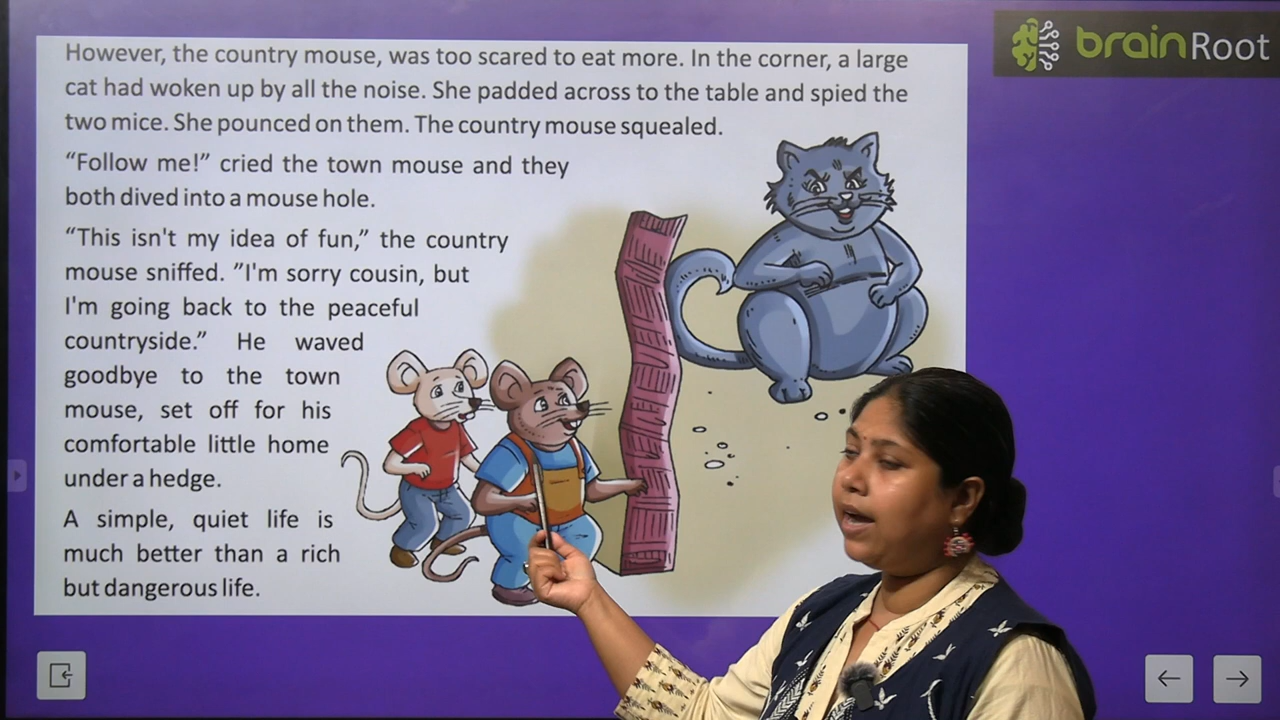 However, the country mouse, was too scared to eat more. In the corner, a large
cat had woken up by all the noise. She padded across to the table and spied the
two mice. She pounced on them. The country mouse squealed.
“Follow me!” cried the town mouse and they
both dived into a mouse hole.
“This isn't my idea of fun,” the country
mouse sniffed. ”I'm sorry cousin, but
I'm going back to the peaceful
countryside.” He waved
goodbye to the town
mouse, set off for his
comfortable little home
under a hedge.
A simple, quiet life is
much better than a rich
but dangerous life.
brainRoot